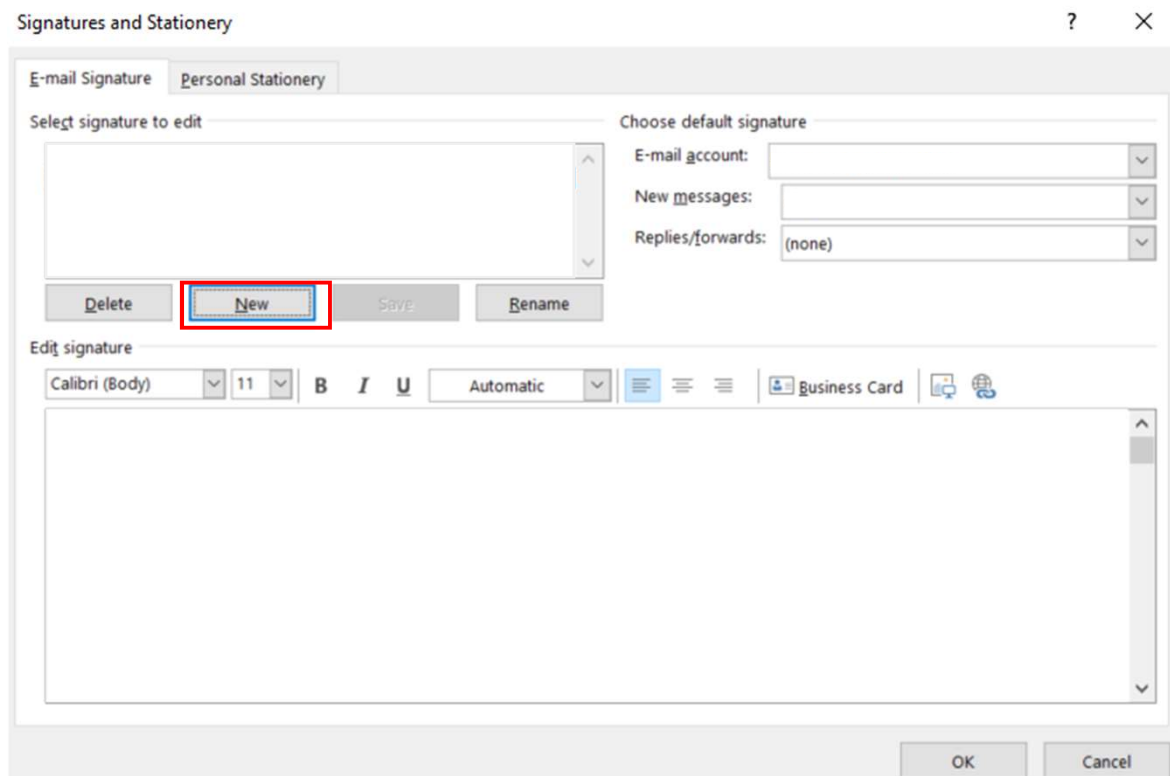 Signatures and Stationery ?
E-mail Signature Personal Stationery
Select signature to edit
Choose default signature
E-mail account:
New messages:
Replies/forwards: (none)
Delete New Save Rename
Edit signature
Calibri (Body) 11 B I U Automatic Business Card
OK Cancel